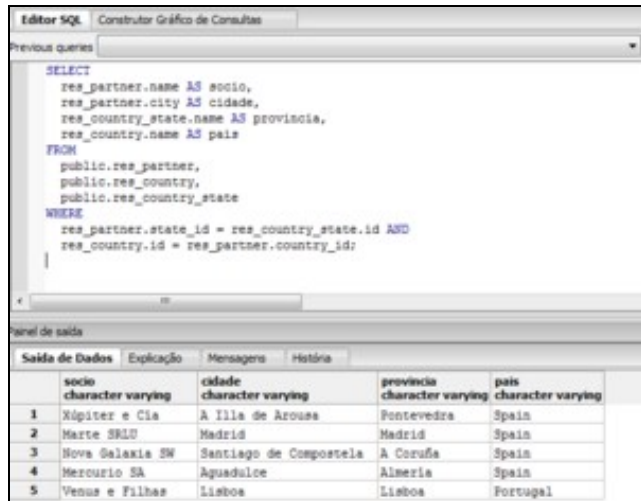 Editor SQL Construtor Gráfico de Consultas
Previous queries
SELECT
res_partner.name AS socio,
res_partner.city AS cidade,
res_country_state.name AS provincia,
res_country.name AS pais
FROM
public.res_partner,
public.res_country,
public.res_country_state
WHERE
res_partner.state_id = res_country_state.id AND
res_country.id = res_partner.country_id;
Painel de saída
Saída de Dados Explicação Mensagens História
socio cidade provincia pais
character varying character varying character varying character varying
1 Xúpiter e Cia A Illa de Arousa Pontevedra Spain
2 Marte SRLU Madrid Madrid Spain
3 Nova Galaxia SW Santiago de Compostela A Coruña Spain
4 Mercurio SA Aguadulce Almeria Spain
5 Venus e Filhas Lisboa Lisboa Portugal